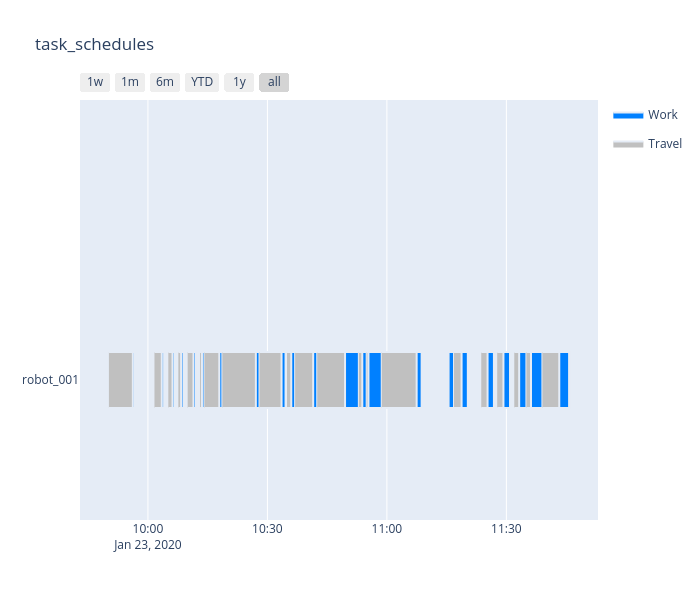 task_schedules
1w 1m 6m YTD 1y all
Work
Travel
robot_001
10:00 10:30 11:00 11:30
Jan 23, 2020